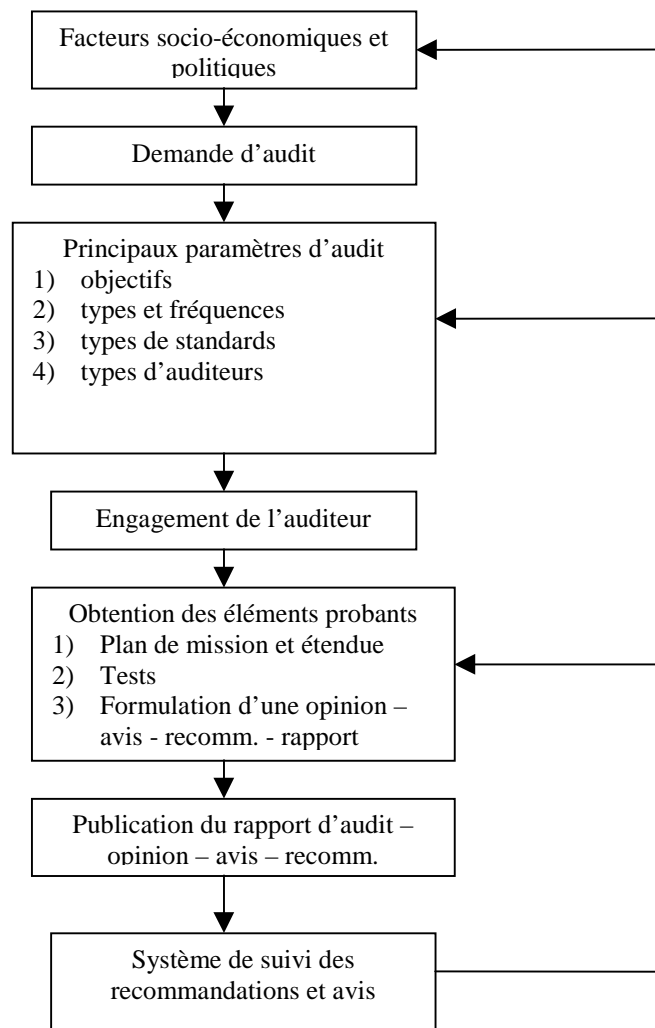 Facteurs socio-économiques et
politiques
Demande d’audit
Principaux paramètres d’audit
1) objectifs
2) types et fréquences
3) types de standards
4) types d’auditeurs
Engagement de l’auditeur
Obtention des éléments probants
1) Plan de mission et étendue
2) Tests
3) Formulation d’une opinion –
avis - recomm. - rapport
Publication du rapport d’audit –
opinion – avis – recomm.
Système de suivi des
recommandations et avis